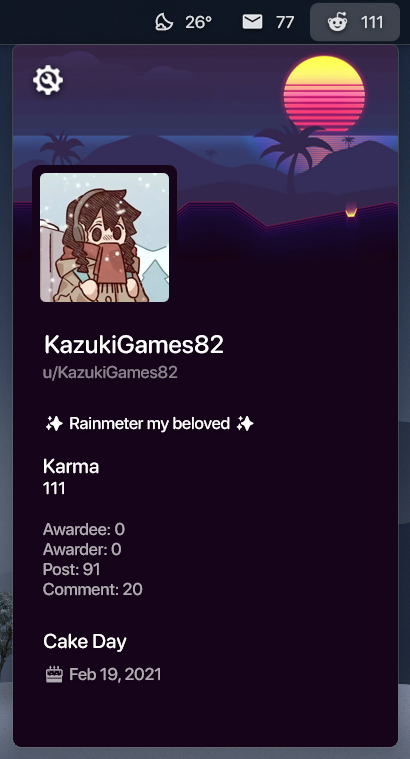 26° 77 111
KazukiGames82
u/KazukiGames82
✨ Rainmeter my beloved ✨
Karma
111
Awardee: 0
Awarder: 0
Post: 91
Comment: 20
Cake Day
Feb 19, 2021